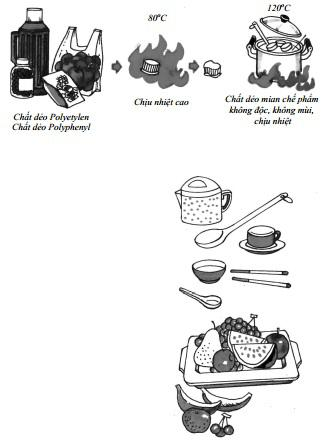 80°C
120°C
Chất dẻo Polyetylen
Chất dẻo Polyphenyl
Chịu nhiệt cao
Chất dẻo mian chế phẩm
không độc, không mùi,
chịu nhiệt